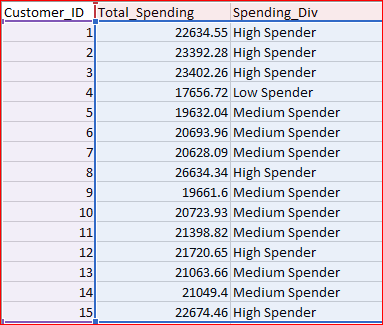 Customer_ID Total_Spending Spending_Div
1 22634.55 High Spender
2 23392.28 High Spender
3 23402.26 High Spender
4 17656.72 Low Spender
5 19632.04 Medium Spender
6 20693.96 Medium Spender
7 20628.09 Medium Spender
8 26634.34 High Spender
9 19661.6 Medium Spender
10 20723.93 Medium Spender
11 21398.82 Medium Spender
12 21720.65 High Spender
13 21063.66 Medium Spender
14 21049.4 Medium Spender
15 22674.46 High Spender